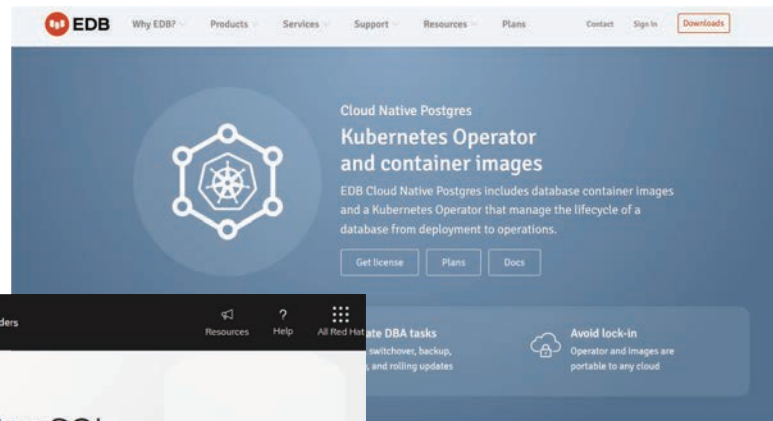 EDB Why EDB? Products Services Support Resources Plans Contact Sign In Downloads
Cloud Native Postgres
Kubernetes Operator
and container images
EDB Cloud Native Postgres includes database container images
and a Kubernetes Operator that manage the lifecycle of a
database from deployment to operations.
Get license Plans Docs
ders Resources Help All Red Hat
ate DBA tasks
switchover, backup,
and rolling updates
Avoid lock-in
Operator and images are
portable to any cloud